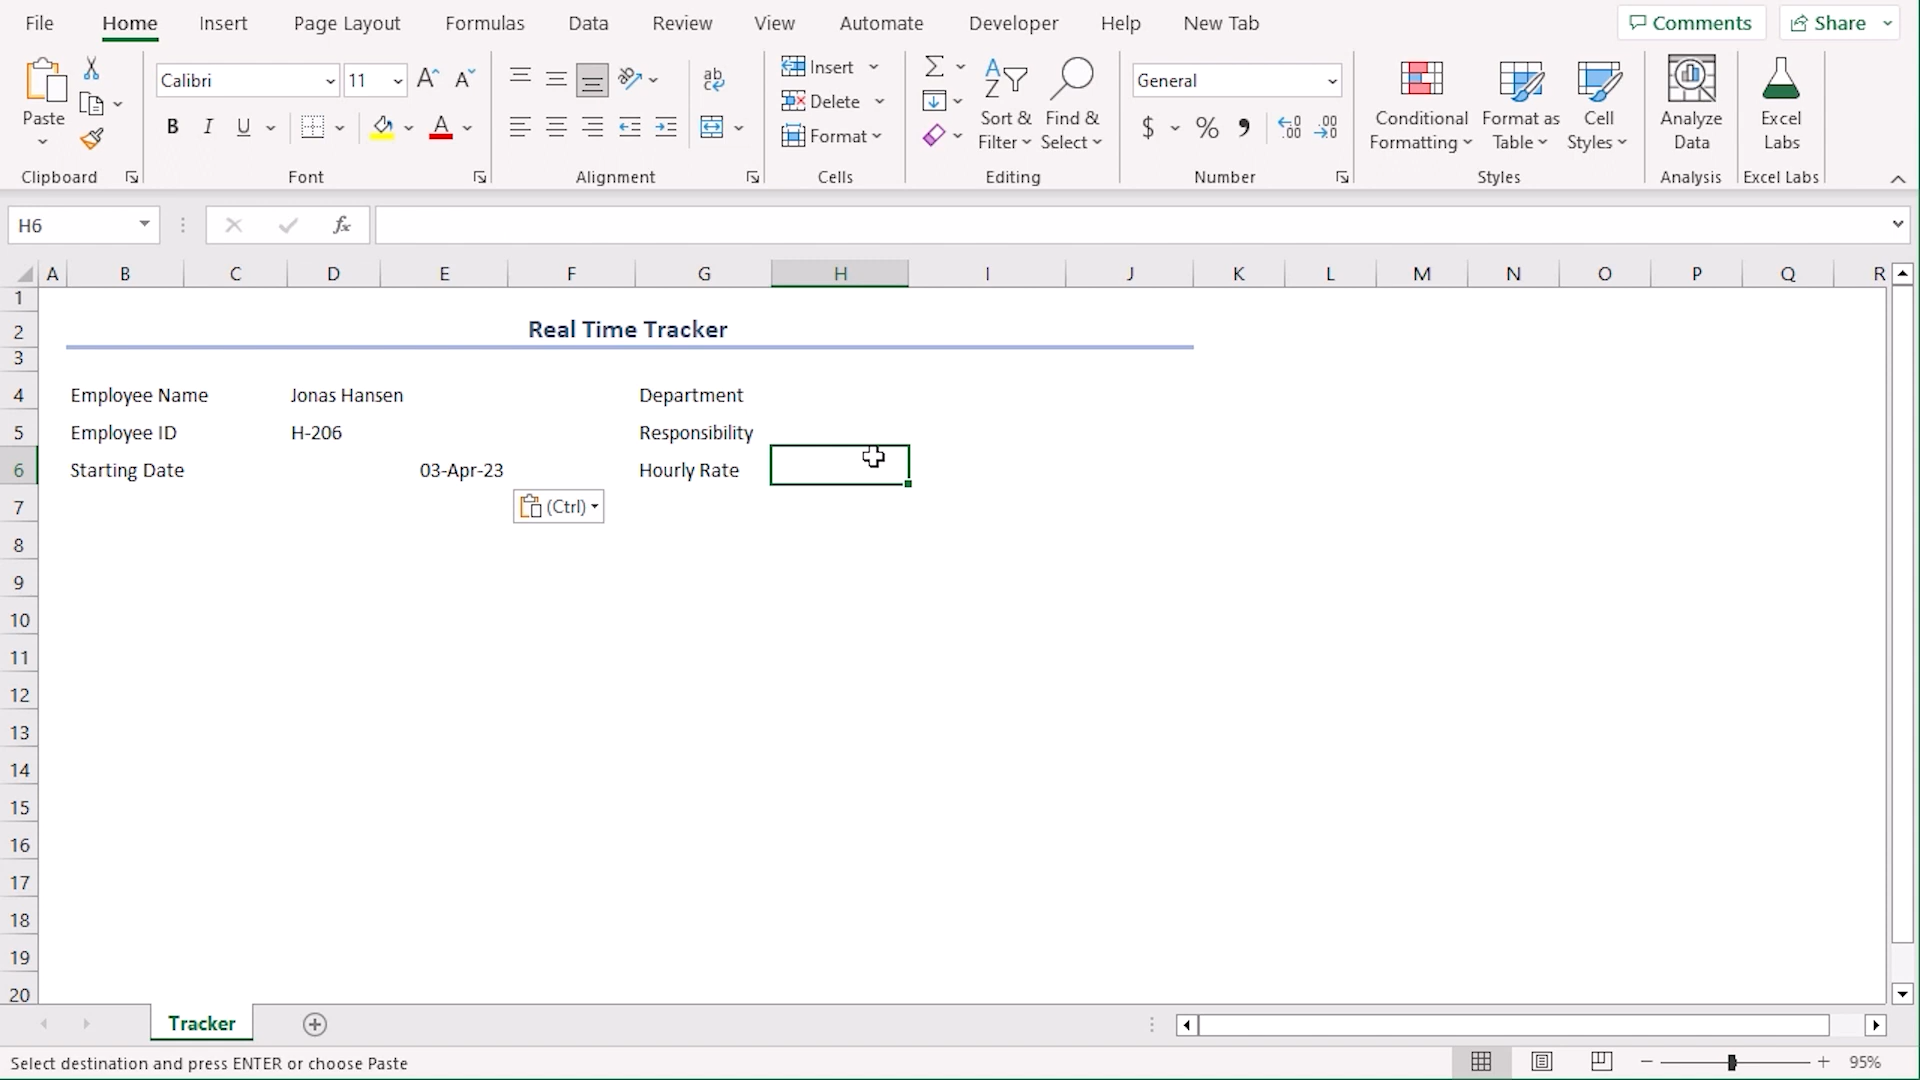 File Home Insert Page Layout Formulas Data Review View Automate Developer Help New Tab Comments Share
Paste Calibri 11 A A ab Insert Delete Format Sort & Filter Find & Select General Conditional Formatting Format as Table Cell Styles Analyze Data Excel Labs
B I U A $ % .00 .00
Clipboard Font Alignment Cells Editing Number Styles Analysis Excel Labs
H6 fx
A B C D E F G H I J K L M N O P Q R
1
2 Real Time Tracker
3
4 Employee Name Jonas Hansen Department
5 Employee ID H-206 Responsibility
6 Starting Date 03-Apr-23 Hourly Rate
7 (Ctrl)
8
9
10
11
12
13
14
15
16
17
18
19
20
Tracker
Select destination and press ENTER or choose Paste 95%